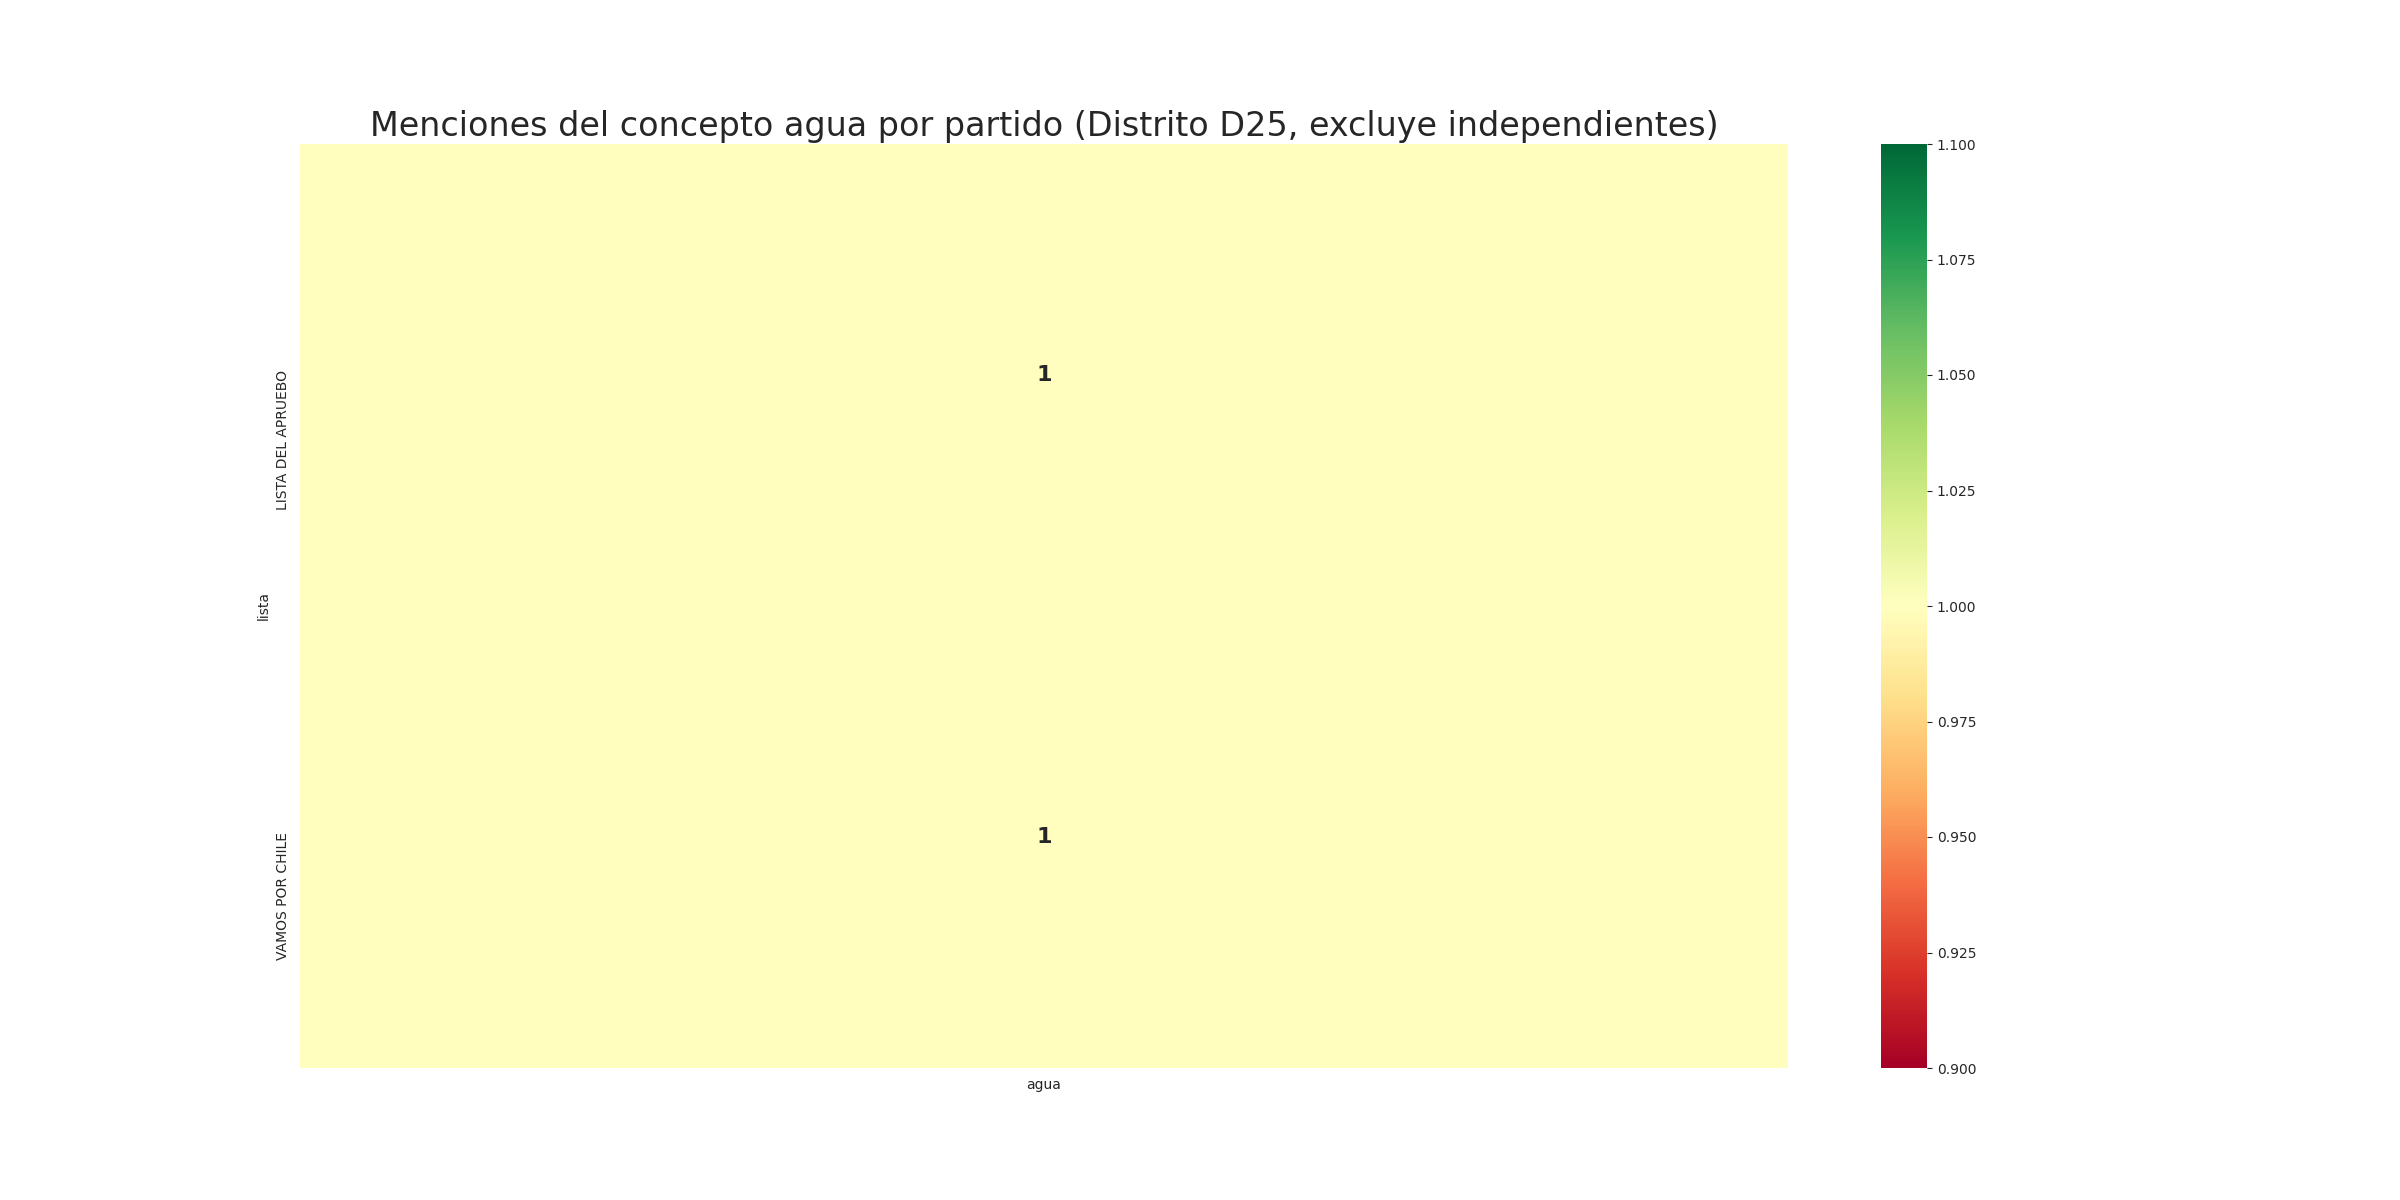 Menciones del concepto agua por partido (Distrito D25, excluye independientes)
LISTA DEL APRUEBO
1
lista
VAMOS POR CHILE
1
agua
1.100
1.075
1.050
1.025
1.000
0.975
0.950
0.925
0.900